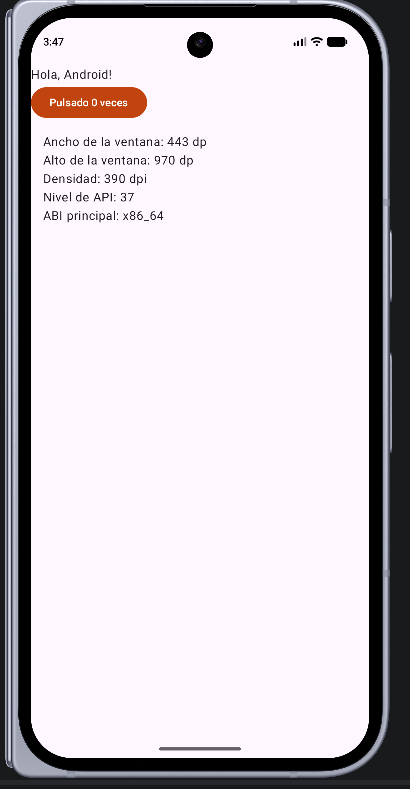 3:47
Hola, Android!
Pulsado 0 veces
Ancho de la ventana: 443 dp
Alto de la ventana: 970 dp
Densidad: 390 dpi
Nivel de API: 37
ABI principal: x86_64